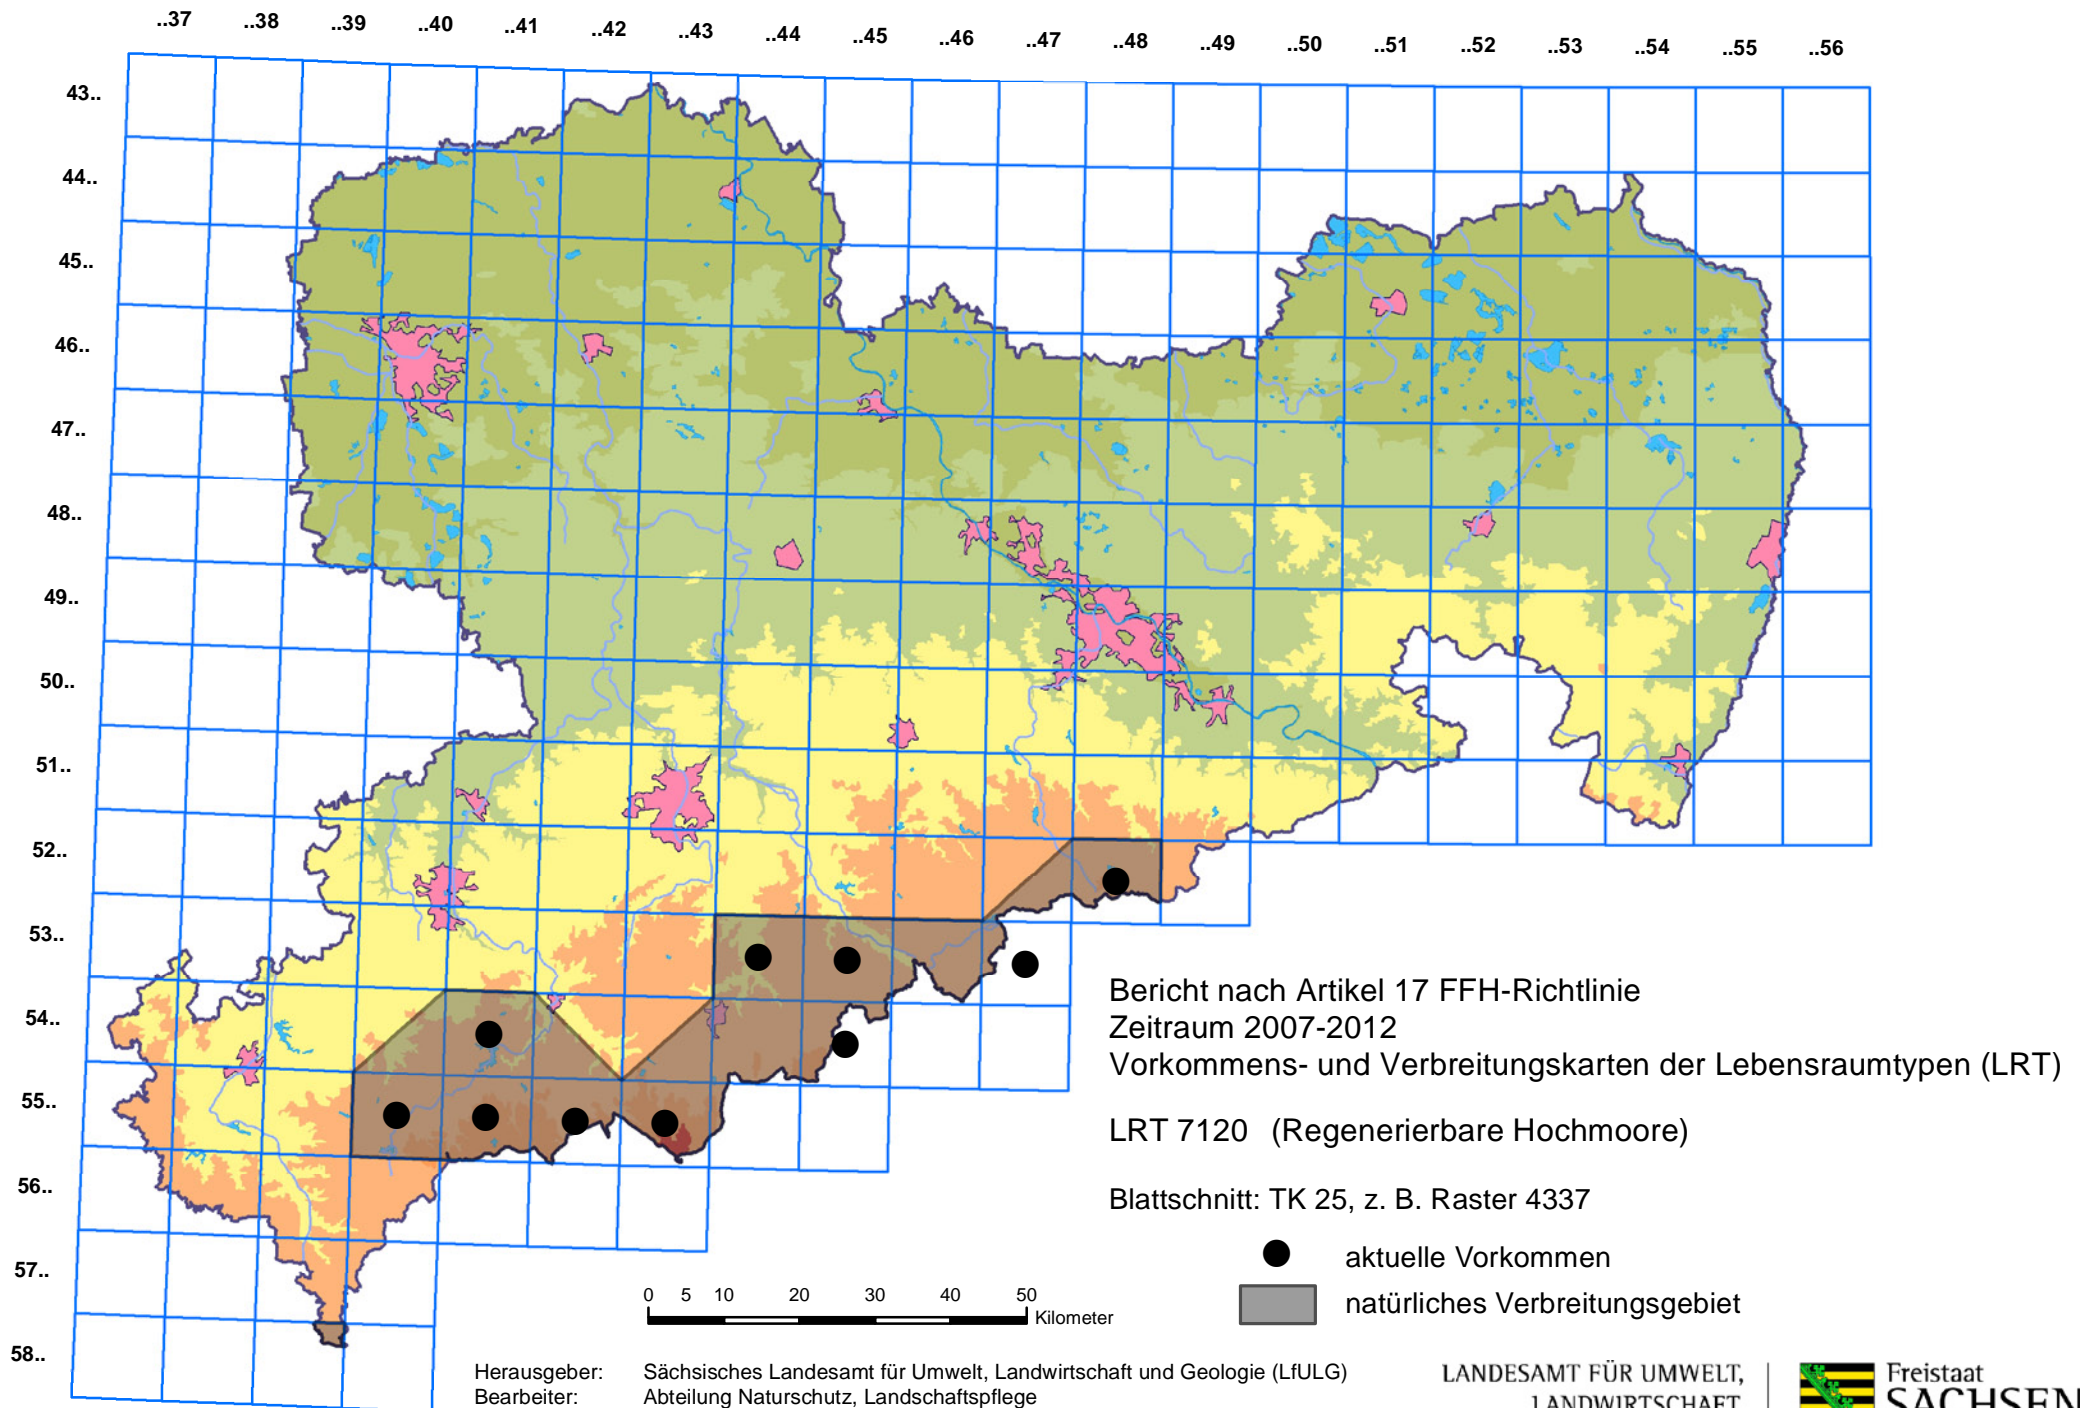 ..37 ..38 ..39 ..40 ..41 ..42 ..43 ..44 ..45 ..46 ..47 ..48 ..49 ..50 ..51 ..52 ..53 ..54 ..55 ..56
43..
44..
45..
46..
47..
48..
49..
50..
51..
52..
53..
54..
55..
56..
57..
58..
Bericht nach Artikel 17 FFH-Richtlinie
Zeitraum 2007-2012
Vorkommens- und Verbreitungskarten der Lebensraumtypen (LRT)
LRT 7120 (Regenerierbare Hochmoore)
Blattschnitt: TK 25, z. B. Raster 4337
aktuelle Vorkommen
natürliches Verbreitungsgebiet
0 5 10 20 30 40 50
Kilometer
Herausgeber: Sächsisches Landesamt für Umwelt, Landwirtschaft und Geologie (LfULG)
Bearbeiter: Abteilung Naturschutz, Landschaftspflege
LANDESAMT FÜR UMWELT,
LANDWIRTSCHAFT
Freistaat
SACHSEN